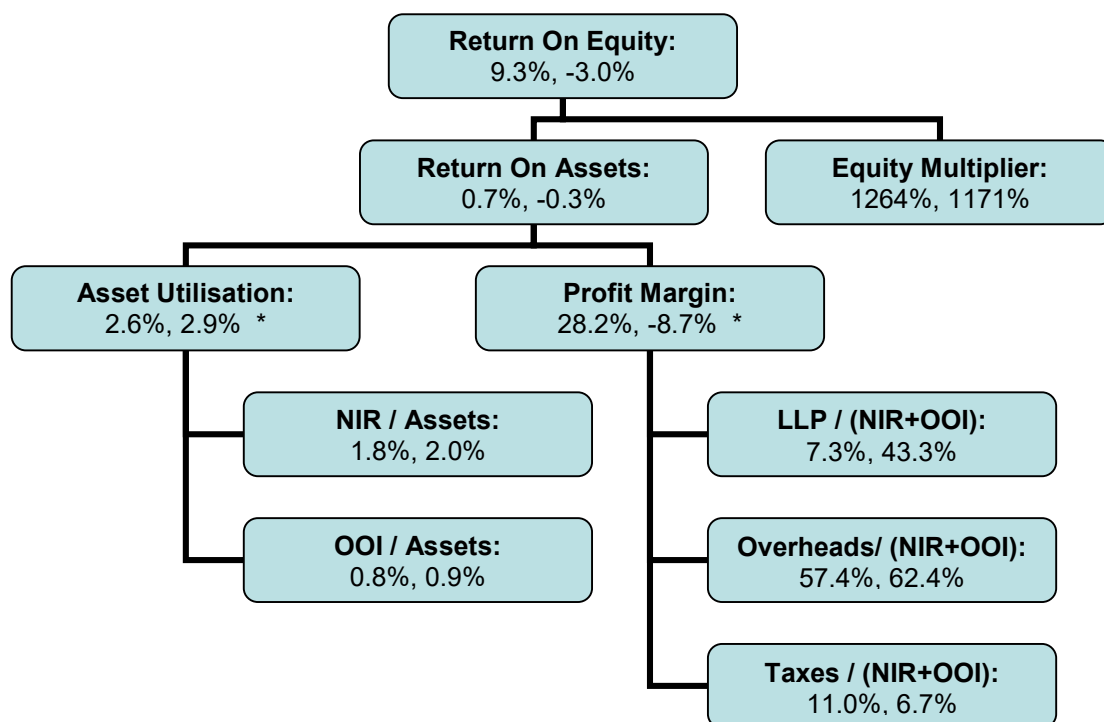 Return On Equity:
9.3%, -3.0%
Return On Assets:
0.7%, -0.3%
Equity Multiplier:
1264%, 1171%
Asset Utilisation:
2.6%, 2.9% *
Profit Margin:
28.2%, -8.7% *
NIR / Assets:
1.8%, 2.0%
LLP / (NIR+OOI):
7.3%, 43.3%
OOI / Assets:
0.8%, 0.9%
Overheads/ (NIR+OOI):
57.4%, 62.4%
Taxes / (NIR+OOI):
11.0%, 6.7%